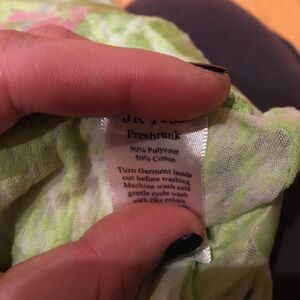 JR
Preshrunk
50% Polyester
50% Cotton
Turn Garment inside
out before washing
Machine wash cold
gentle cycle wash
with like colors